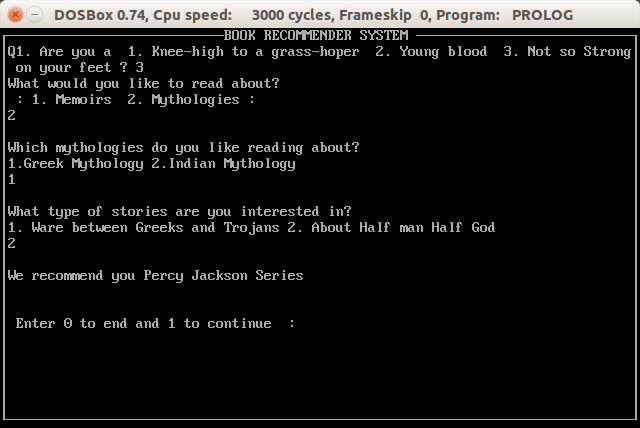 DOSBox 0.74, Cpu speed:    3000 cycles, Frameskip  0, Program:   PROLOG
BOOK RECOMMENDER SYSTEM
Q1. Are you a  1. Knee-high to a grass-hoper  2. Young blood  3. Not so Strong
 on your feet ? 3
What would you like to read about?
 : 1. Memoirs  2. Mythologies :
2
Which mythologies do you like reading about?
1.Greek Mythology 2.Indian Mythology
1
What type of stories are you interested in?
1. Ware between Greeks and Trojans 2. About Half man Half God
2
We recommend you Percy Jackson Series
 Enter 0 to end and 1 to continue  :